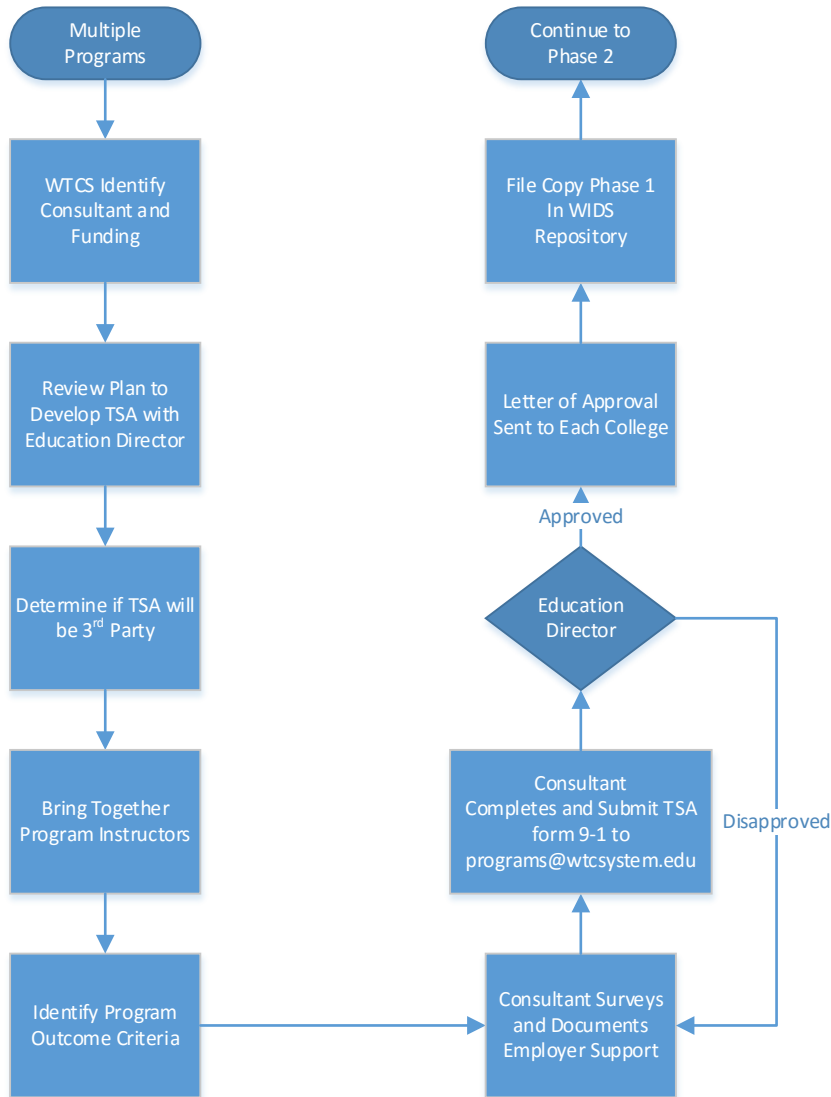 Multiple
Programs
WTCS Identify
Consultant and
Funding
Review Plan to
Develop TSA with
Education Director
Determine if TSA will
be 3rd Party
Bring Together
Program Instructors
Identify Program
Outcome Criteria
Consultant Surveys
and Documents
Employer Support
Consultant
Completes and Submit TSA
form 9-1 to
programs@wtcsystem.edu
Education
Director
Disapproved
Approved
Letter of Approval
Sent to Each College
File Copy Phase 1
In WIDS
Repository
Continue to
Phase 2